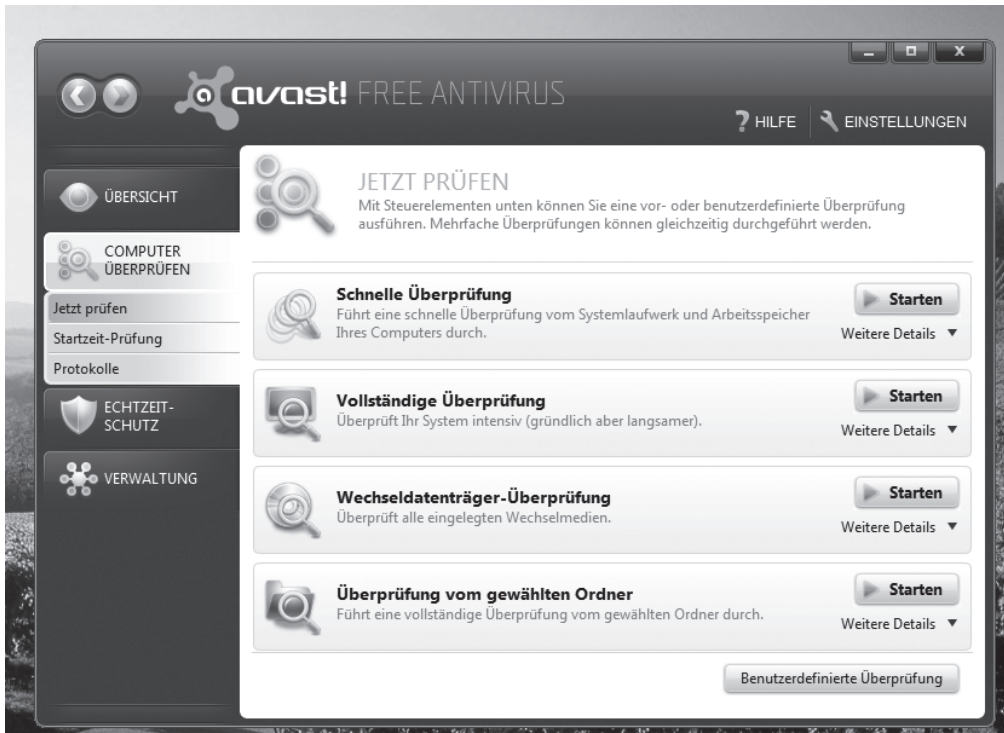 avast! FREE ANTIVIRUS
? HILFE EINSTELLUNGEN
ÜBERSICHT
COMPUTER
ÜBERPRÜFEN
Jetzt prüfen
Startzeit-Prüfung
Protokolle
ECHTZEIT-
SCHUTZ
VERWALTUNG
JETZT PRÜFEN
Mit Steuerelementen unten können Sie eine vor- oder benutzerdefinierte Überprüfung
ausführen. Mehrfache Überprüfungen können gleichzeitig durchgeführt werden.
Schnelle Überprüfung
Führt eine schnelle Überprüfung vom Systemlaufwerk und Arbeitsspeicher
Ihres Computers durch.
Starten
Weitere Details
Vollständige Überprüfung
Überprüft Ihr System intensiv (gründlich aber langsamer).
Starten
Weitere Details
Wechseldatenträger-Überprüfung
Überprüft alle eingelegten Wechselmedien.
Starten
Weitere Details
Überprüfung vom gewählten Ordner
Führt eine vollständige Überprüfung vom gewählten Ordner durch.
Starten
Weitere Details
Benutzerdefinierte Überprüfung